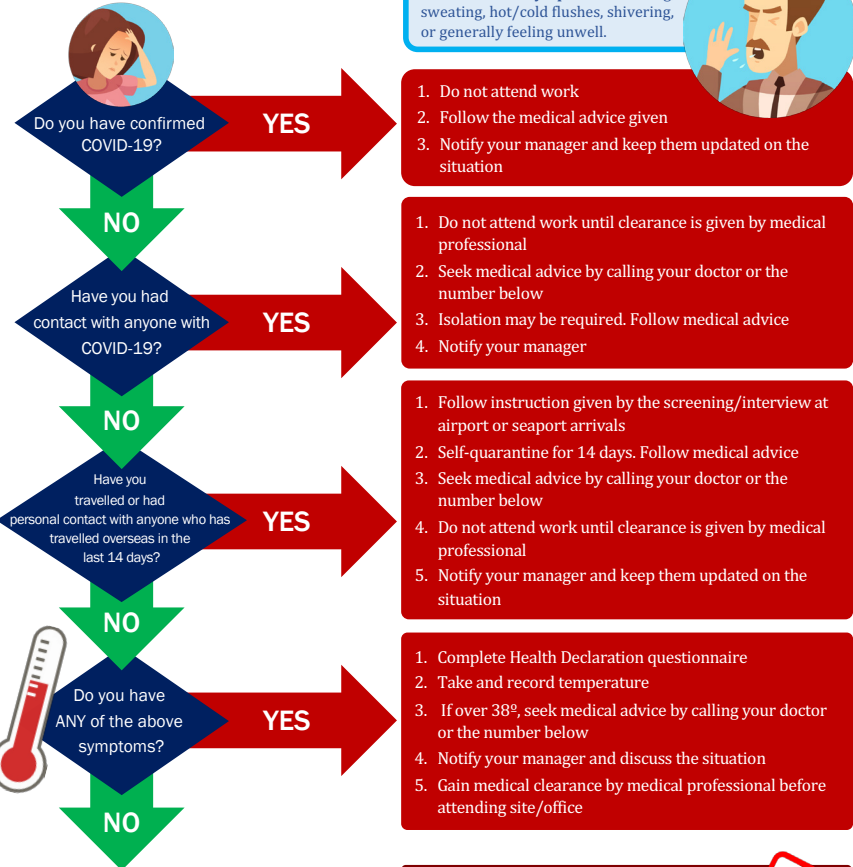 sweating, hot/cold flushes, shivering,
or generally feeling unwell.
Do you have confirmed
COVID-19?
YES
1. Do not attend work
2. Follow the medical advice given
3. Notify your manager and keep them updated on the
situation
NO
Have you had
contact with anyone with
COVID-19?
YES
1. Do not attend work until clearance is given by medical
professional
2. Seek medical advice by calling your doctor or the
number below
3. Isolation may be required. Follow medical advice
4. Notify your manager
NO
Have you
travelled or had
personal contact with anyone who has
travelled overseas in the
last 14 days?
YES
1. Follow instruction given by the screening/interview at
airport or seaport arrivals
2. Self-quarantine for 14 days. Follow medical advice
3. Seek medical advice by calling your doctor or the
number below
4. Do not attend work until clearance is given by medical
professional
5. Notify your manager and keep them updated on the
situation
NO
Do you have
ANY of the above
symptoms?
YES
1. Complete Health Declaration questionnaire
2. Take and record temperature
3. If over 38º, seek medical advice by calling your doctor
or the number below
4. Notify your manager and discuss the situation
5. Gain medical clearance by medical professional before
attending site/office
NO